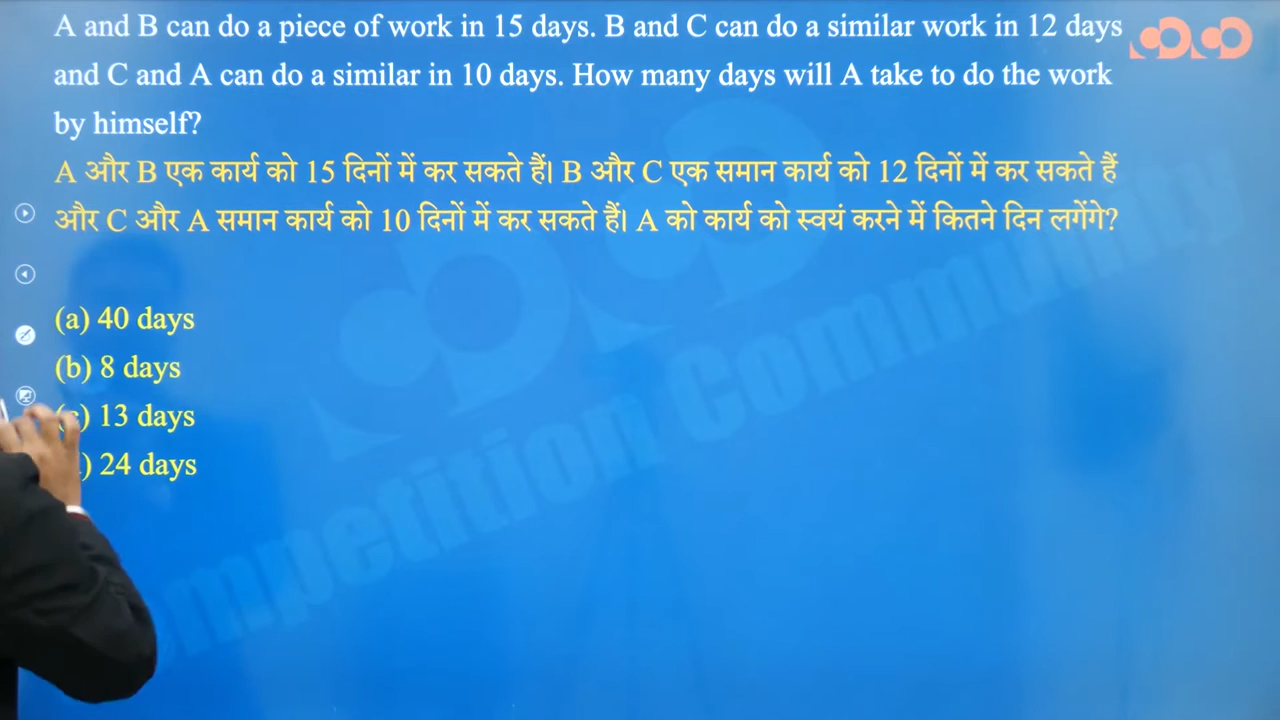 A and B can do a piece of work in 15 days. B and C can do a similar work in 12 days
and C and A can do a similar in 10 days. How many days will A take to do the work
by himself?
A और B एक कार्य को 15 दिनों में कर सकते हैं। B और C एक समान कार्य को 12 दिनों में कर सकते हैं
और C और A समान कार्य को 10 दिनों में कर सकते हैं। A को कार्य को स्वयं करने में कितने दिन लगेंगे?
(a) 40 days
(b) 8 days
(c) 13 days
) 24 days
ompetition Community